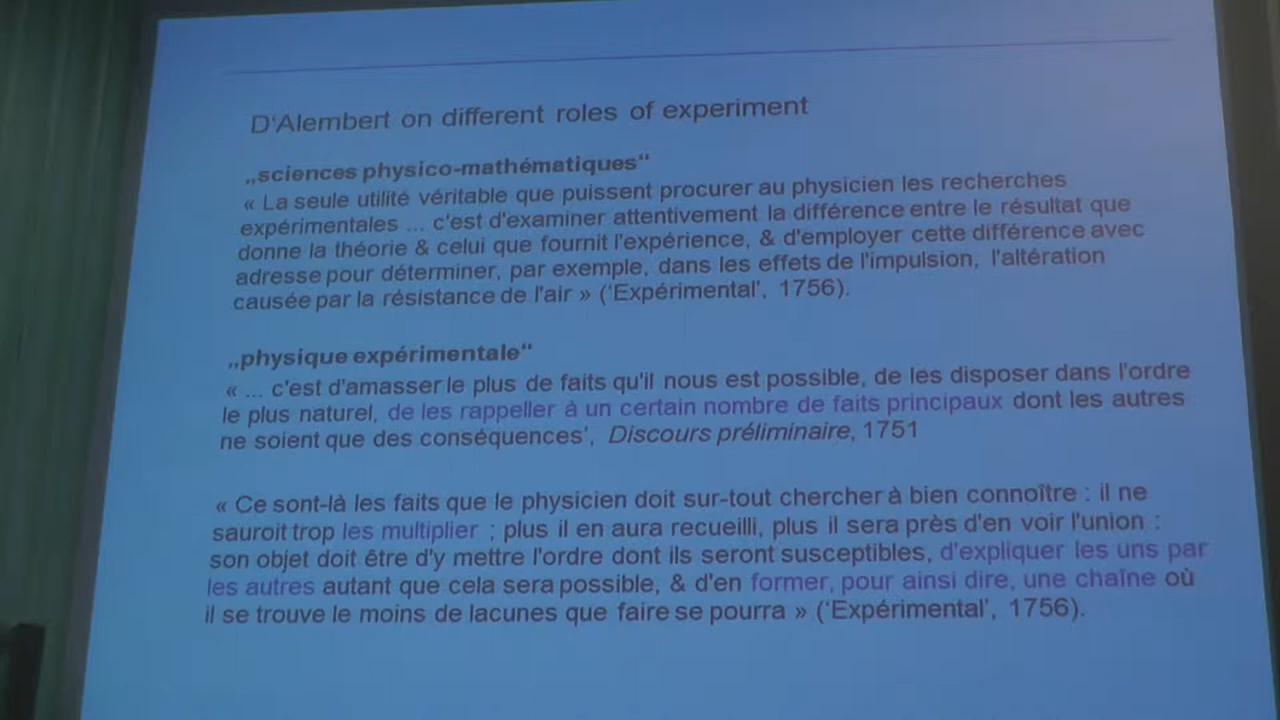 D‘Alembert on different roles of experiment
„sciences physico-mathématiques“
« La seule utilité véritable que puissent procurer au physicien les recherches
expérimentales ... c'est d'examiner attentivement la différence entre le résultat que
donne la théorie & celui que fournit l'expérience, & d'employer cette différence avec
adresse pour déterminer, par exemple, dans les effets de l'impulsion, l'altération
causée par la résistance de l'air » (‘Expérimental’, 1756).
„physique expérimentale“
« ... c'est d'amasser le plus de faits qu'il nous est possible, de les disposer dans l'ordre
le plus naturel, de les rappeller à un certain nombre de faits principaux dont les autres
ne soient que des conséquences’, Discours préliminaire, 1751
« Ce sont-là les faits que le physicien doit sur-tout chercher à bien connoître : il ne
sauroit trop les multiplier ; plus il en aura recueilli, plus il sera près d'en voir l'union :
son objet doit être d'y mettre l'ordre dont ils seront susceptibles, d'expliquer les uns par
les autres autant que cela sera possible, & d'en former, pour ainsi dire, une chaîne où
il se trouve le moins de lacunes que faire se pourra » (‘Expérimental’, 1756).